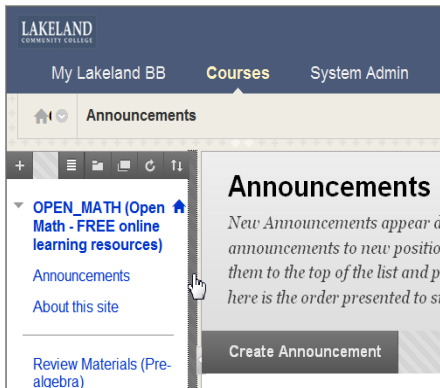 LAKELAND
COMMUNITY COLLEGE
My Lakeland BB Courses System Admin
Announcements
OPEN_MATH (Open
Math - FREE online
learning resources)
Announcements
About this site
Review Materials (Pre-
algebra)
Announcements
New Announcements appear
announcements to new
them to the top of the list and
here is the order presented to
Create Announcement